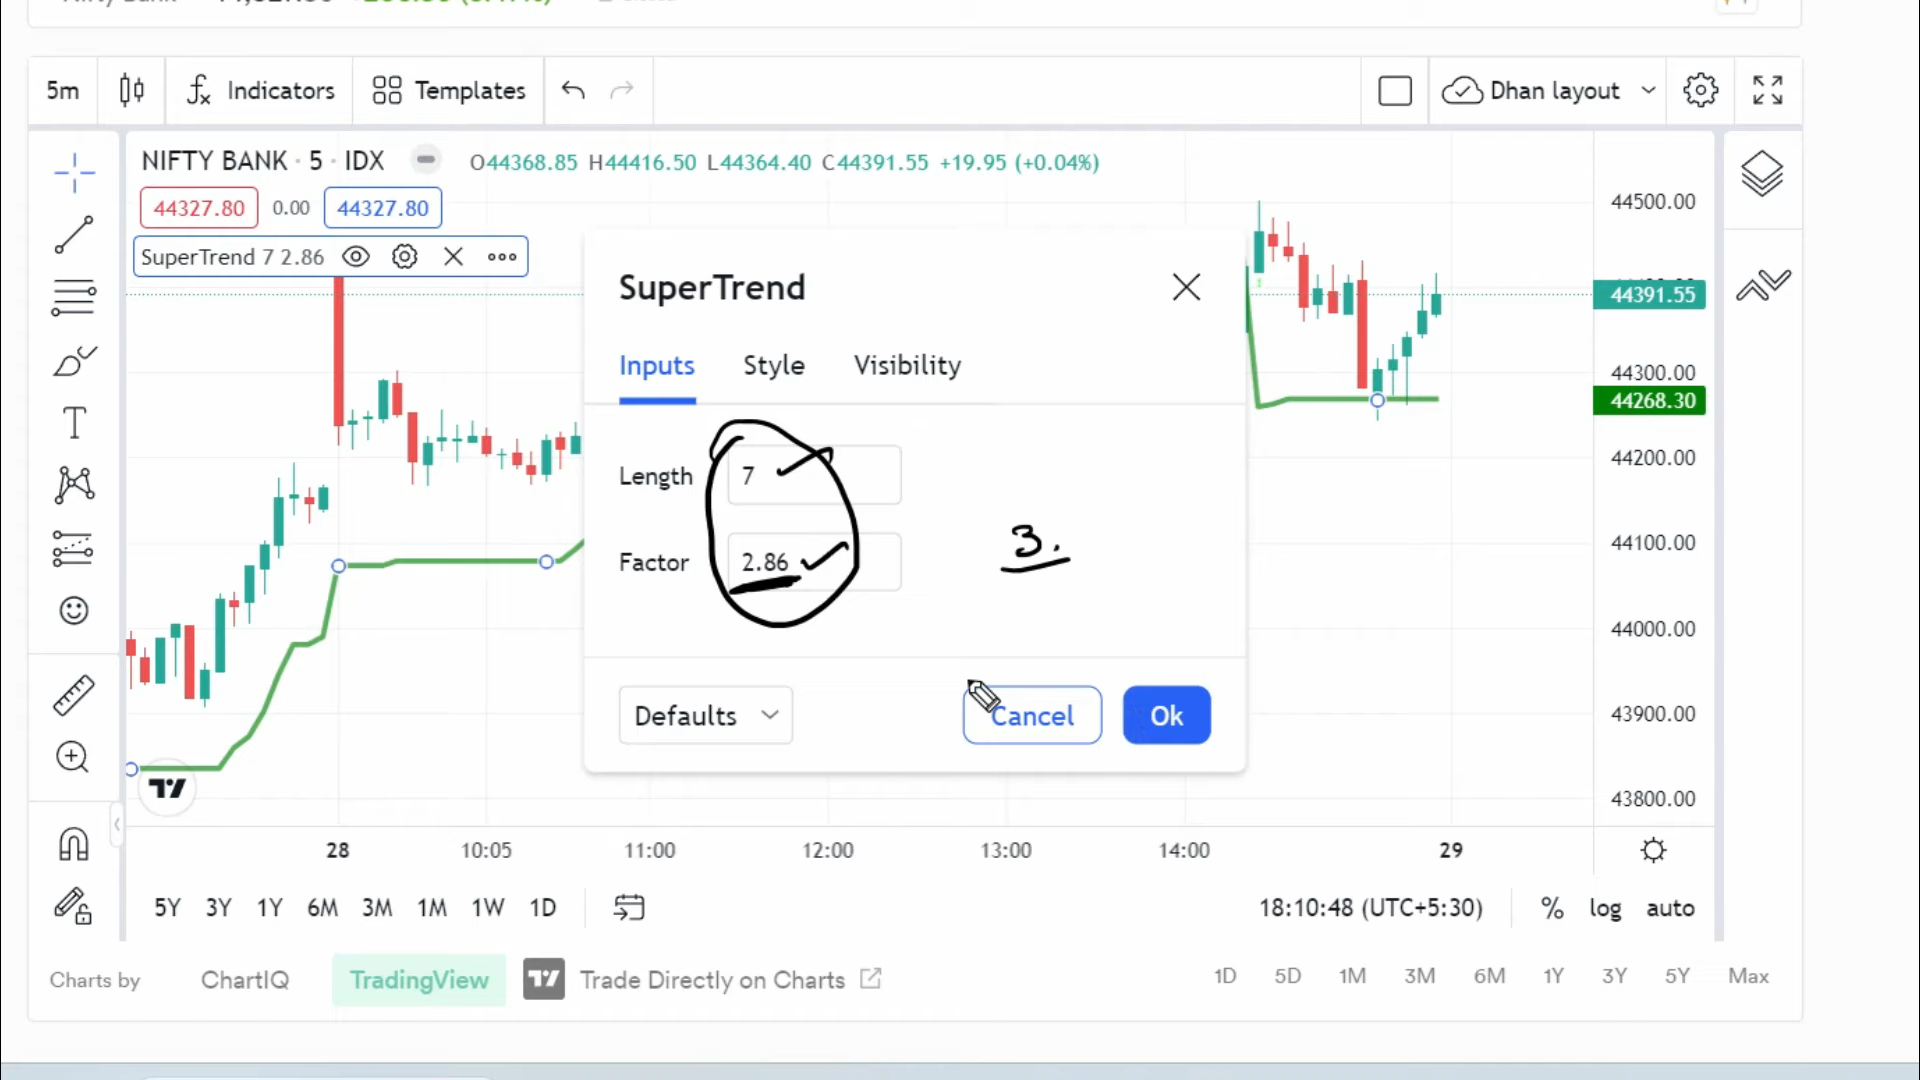 5m
Indicators
Templates
Dhan layout
NIFTY BANK · 5 · IDX
O44368.85 H44416.50 L44364.40 C44391.55 +19.95 (+0.04%)
44327.80 0.00 44327.80
SuperTrend 7 2.86
SuperTrend
Inputs Style Visibility
Length 7
Factor 2.86
3.
Defaults
Cancel
Ok
44500.00
44391.55
44300.00
44268.30
44200.00
44100.00
44000.00
43900.00
43800.00
28 10:05 11:00 12:00 13:00 14:00 29
5Y 3Y 1Y 6M 3M 1M 1W 1D
18:10:48 (UTC+5:30) % log auto
Charts by ChartIQ TradingView Trade Directly on Charts
1D 5D 1M 3M 6M 1Y 3Y 5Y Max